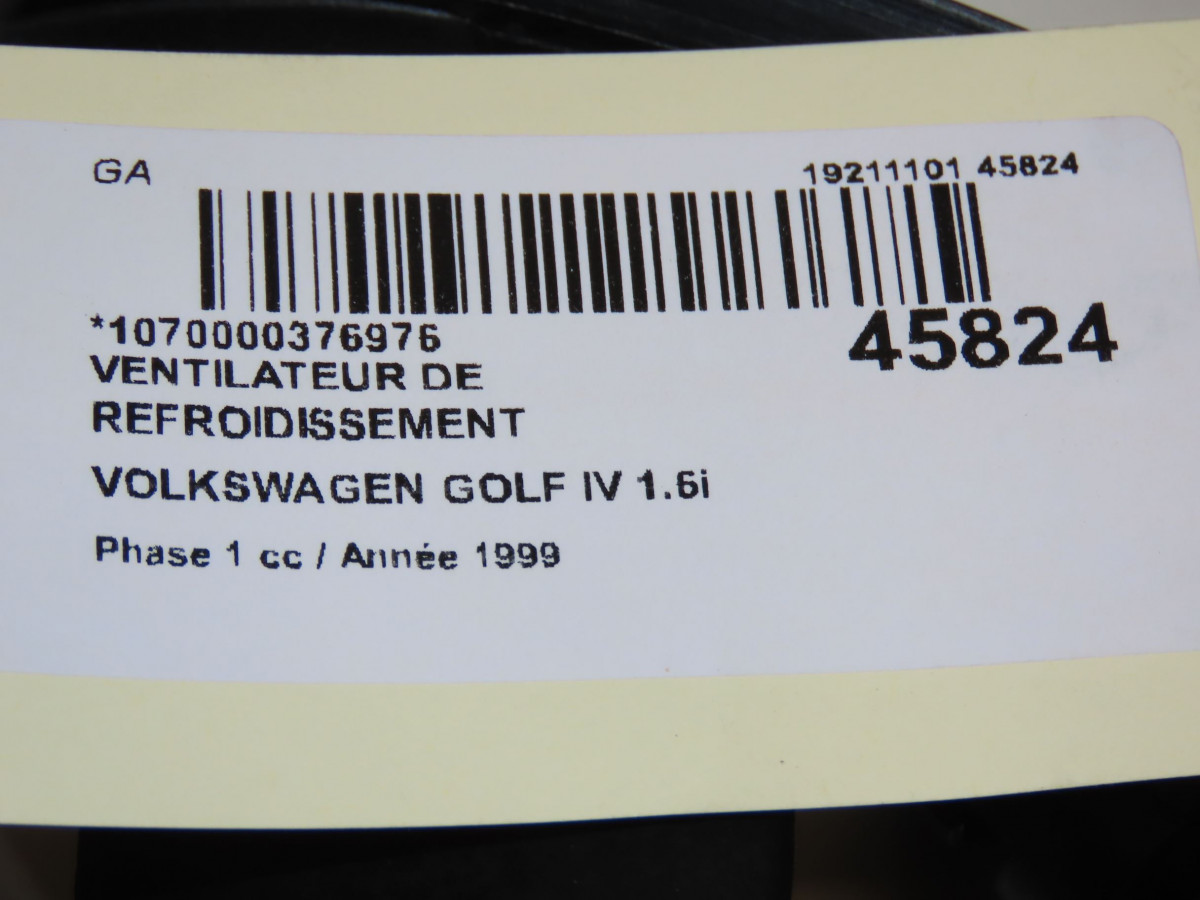 GA
19211101 45824
*1070000376976
45824
VENTILATEUR DE
REFROIDISSEMENT
VOLKSWAGEN GOLF IV 1.6i
Phase 1 cc / Année 1999